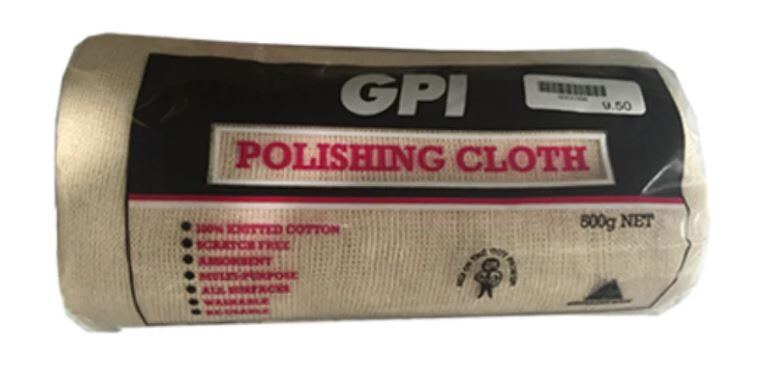 GPI
9.50
POLISHING CLOTH
500g NET
100% KNITTED COTTON
SCRATCH FREE
ABSORBENT
MULTI-PURPOSE
ALL SURFACES
WASHABLE
RE-USABLE